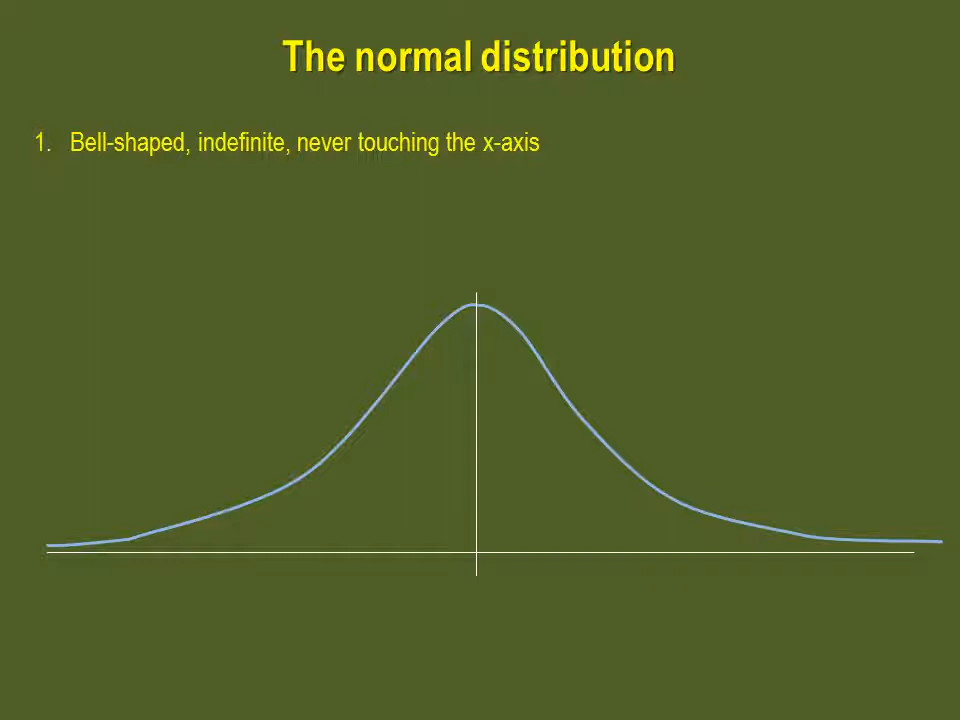 The normal distribution
1. Bell-shaped, indefinite, never touching the x-axis